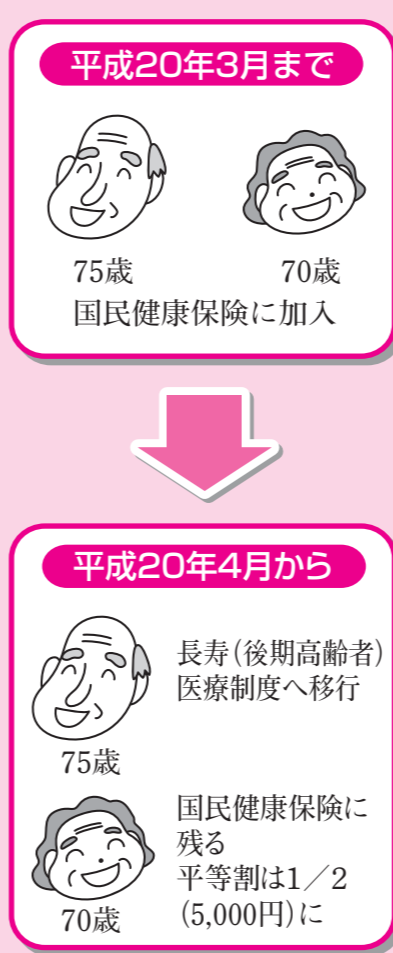 平成20年3月まで
75歳
70歳
国民健康保険に加入
平成20年4月から
長寿(後期高齢者)
医療制度へ移行
75歳
国民健康保険に
残る
平等割は1／2
(5,000円)に
70歳